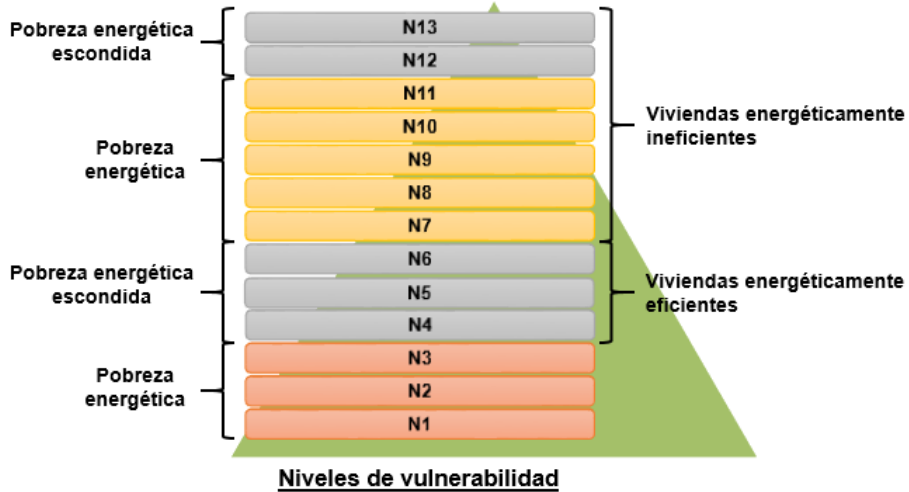 Pobreza energética
escondida
Pobreza
energética
Pobreza energética
escondida
Pobreza
energética
N13
N12
N11
N10
N9
N8
N7
N6
N5
N4
N3
N2
N1
Viviendas energéticamente
ineficientes
Viviendas energéticamente
eficientes
Niveles de vulnerabilidad